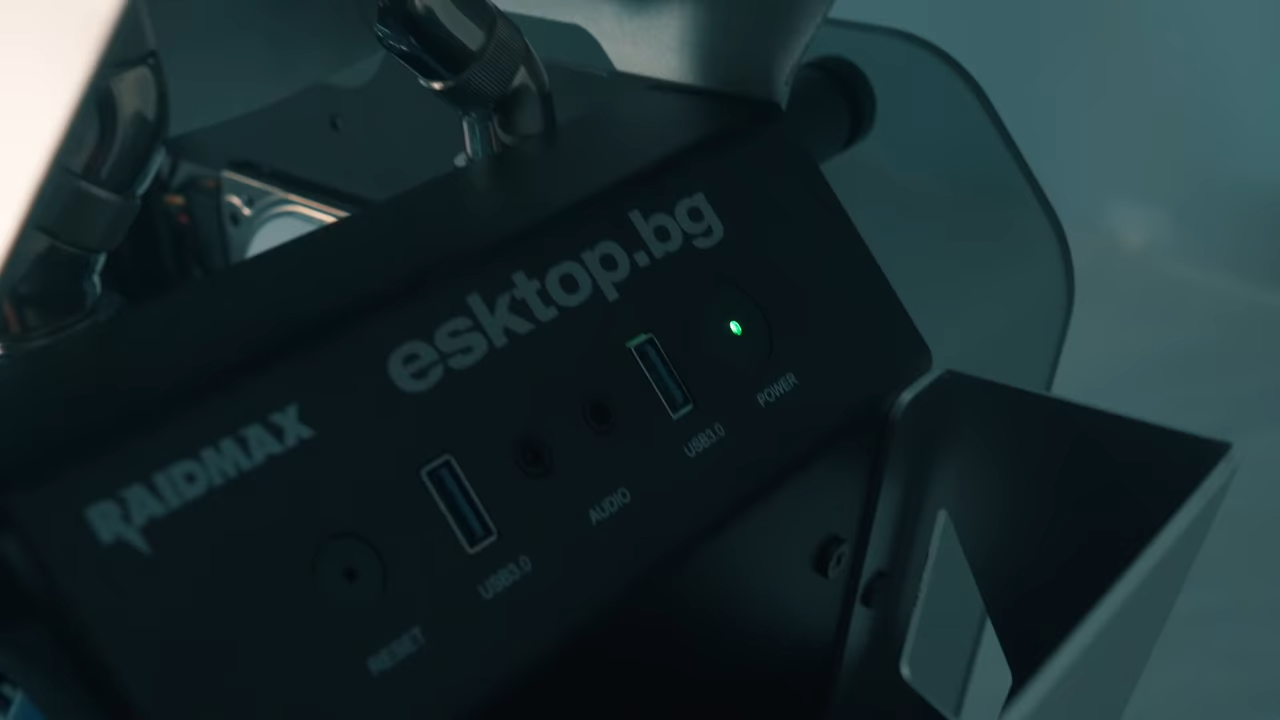 esktop.bg
RAIDMAX
RESET
USB3.0
AUDIO
USB3.0
POWER